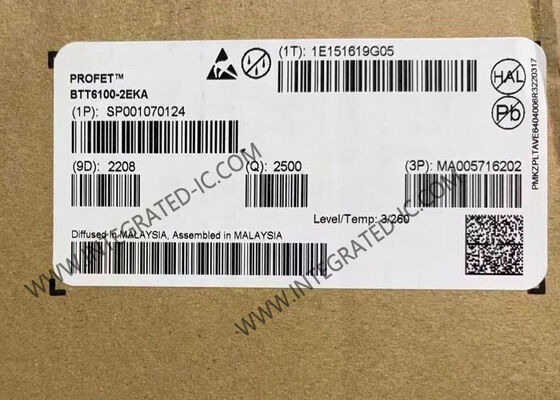 PROFET™
BTT6100-2EKA
(1P): SP001070124
(1T): 1E151619G05
HAL
Pb
(9D): 2208
(Q): 2500
(3P): MA005716202
Level/Temp: 3/260
Diffused in MALAYSIA, Assembled in MALAYSIA
PMKZPLTAVE6404006R3220317
WWW.INTEGRATED-IC.COM
WWW.INTEGRATED-IC.COM